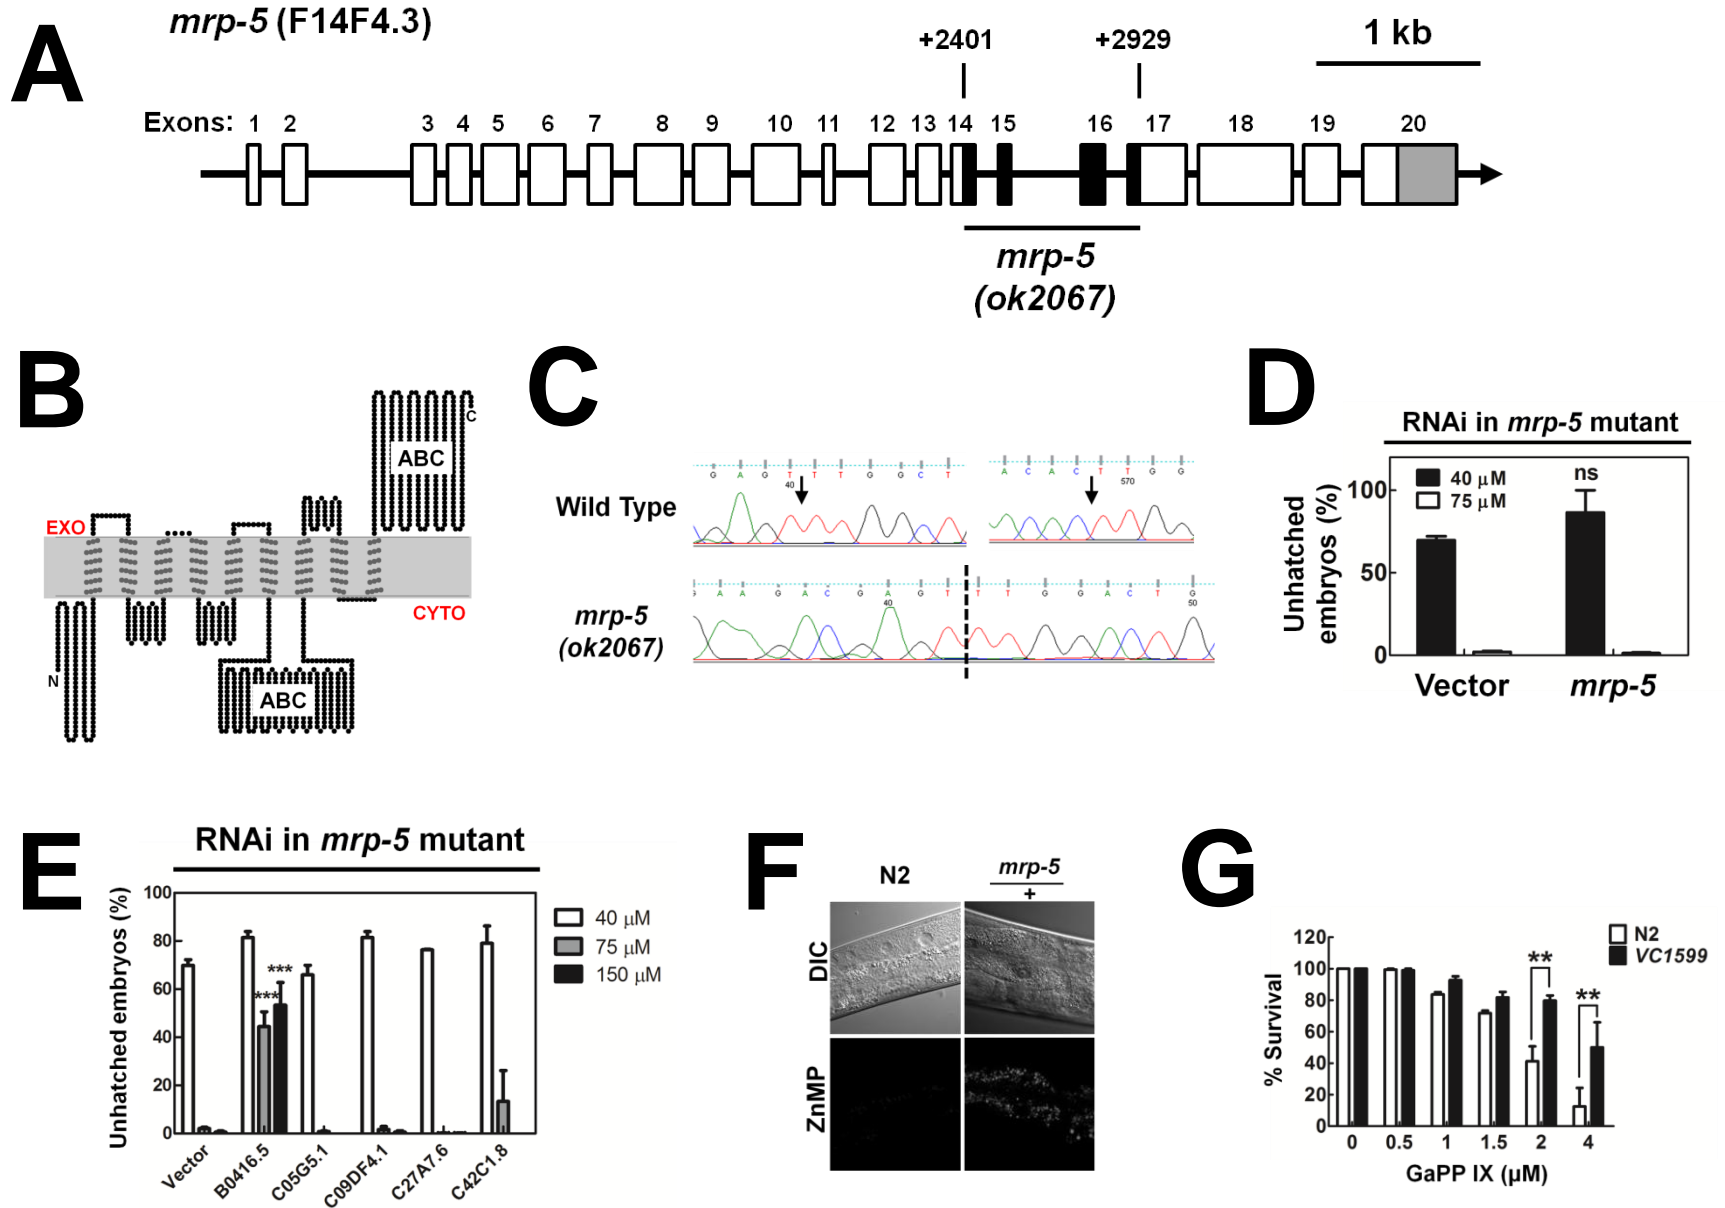 A
mrp-5 (F14F4.3)
+2401
+2929
1 kb
Exons: 1 2 3 4 5 6 7 8 9 10 11 12 13 14 15 16 17 18 19 20
mrp-5
(ok2067)
B
C
ABC
EXO
CYTO
N
ABC
C
G A G T T T G G C T
40
A C A C T T G G
570
Wild Type
G A A G A C G A G T T T G G A C T G
40
50
mrp-5
(ok2067)
D
RNAi in mrp-5 mutant
40 µM
75 µM
ns
Unhatched
embryos (%)
100
50
0
Vector
mrp-5
E
RNAi in mrp-5 mutant
Unhatched embryos (%)
100
80
60
40
20
0
***
***
40 µM
75 µM
150 µM
Vector
B0416.5
C05G5.1
C09DF4.1
C27A7.6
C42C1.8
F
N2
mrp-5
+
DIC
ZnMP
G
N2
VC1599
**
**
% Survival
120
100
80
60
40
20
0
0 0.5 1 1.5 2 4
GaPP IX (µM)